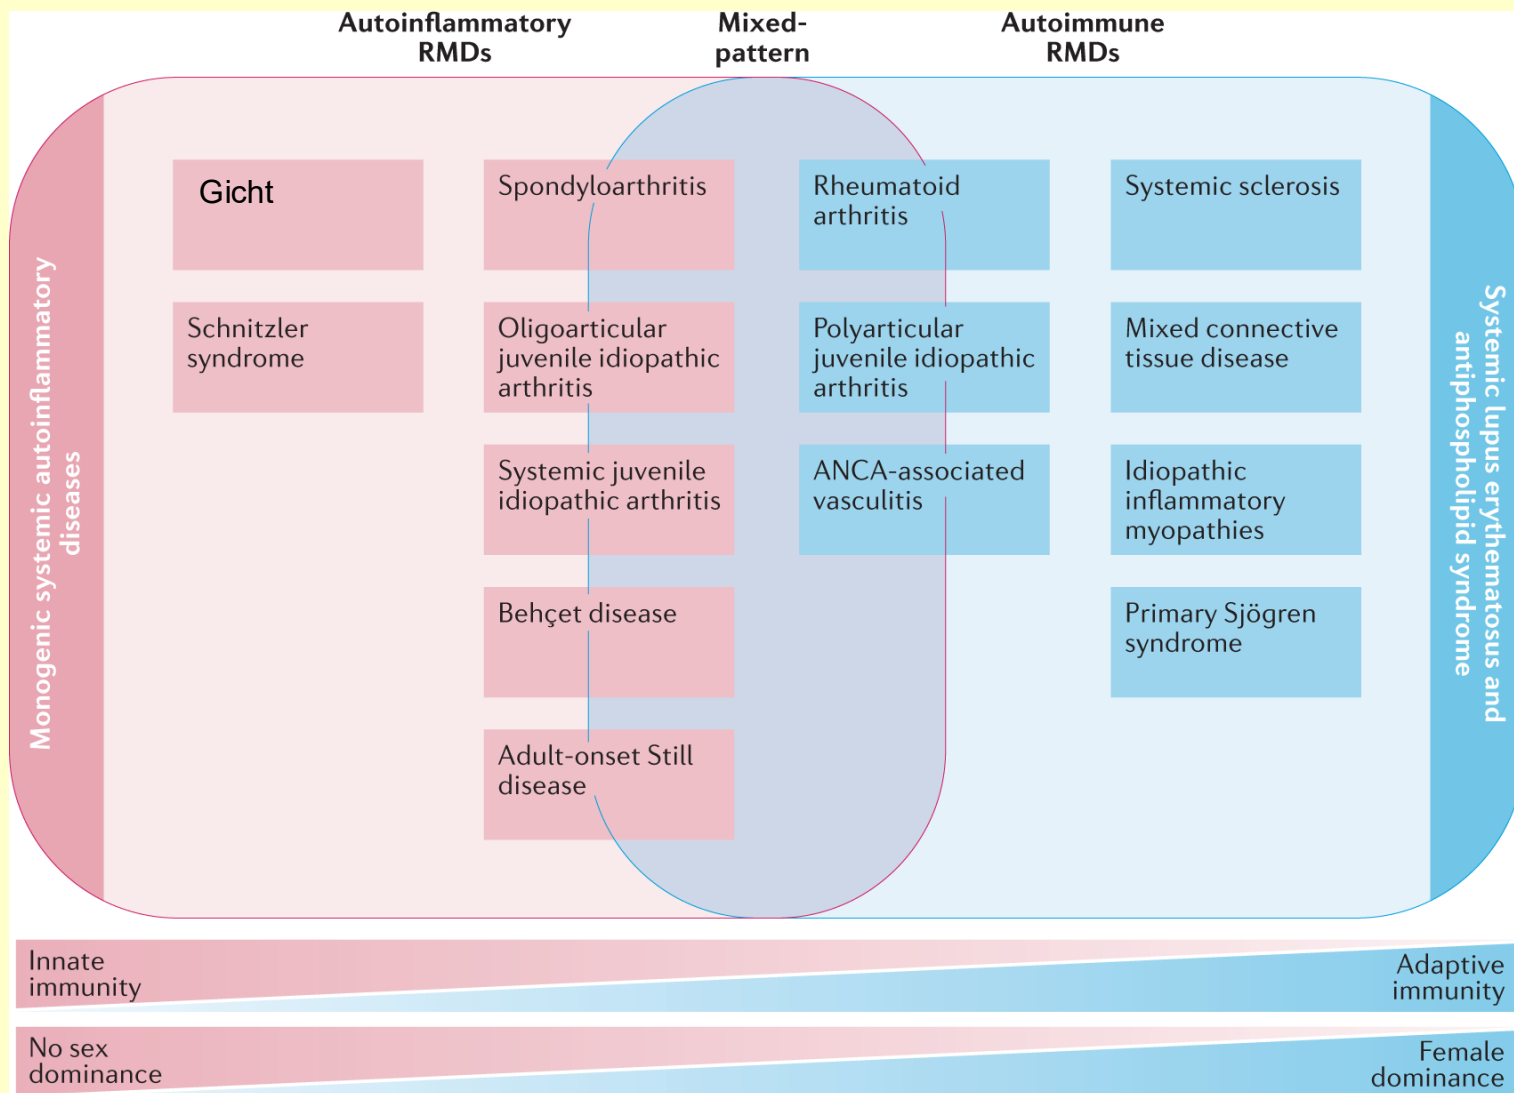 Autoinflammatory
RMDs
Mixed-
pattern
Autoimmune
RMDs
Monogenic systemic autoinflammatory
diseases
Gicht
Schnitzler
syndrome
Spondyloarthritis
Oligoarticular
juvenile idiopathic
arthritis
Systemic juvenile
idiopathic arthritis
Behçet disease
Adult-onset Still
disease
Rheumatoid
arthritis
Polyarticular
juvenile idiopathic
arthritis
ANCA-associated
vasculitis
Systemic sclerosis
Mixed connective
tissue disease
Idiopathic
inflammatory
myopathies
Primary Sjögren
syndrome
Systemic lupus erythematosus and
antiphospholipid syndrome
Innate
immunity
Adaptive
immunity
No sex
dominance
Female
dominance